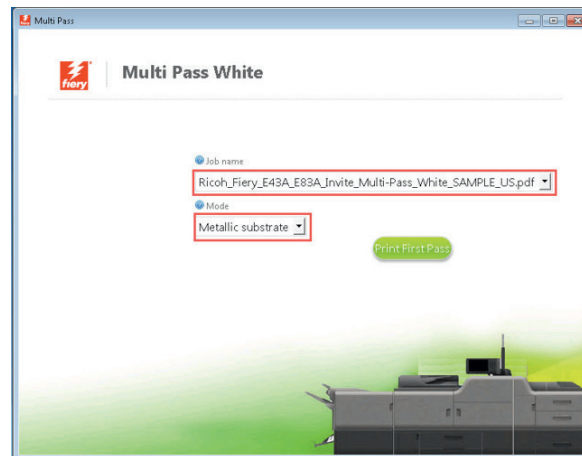 Multi Pass
fiery
Multi Pass White
Job name
Ricoh_Fiery_E43A_E83A_Invite_Multi-Pass_White_SAMPLE_US.pdf
Mode
Metallic substrate
Print First Pass